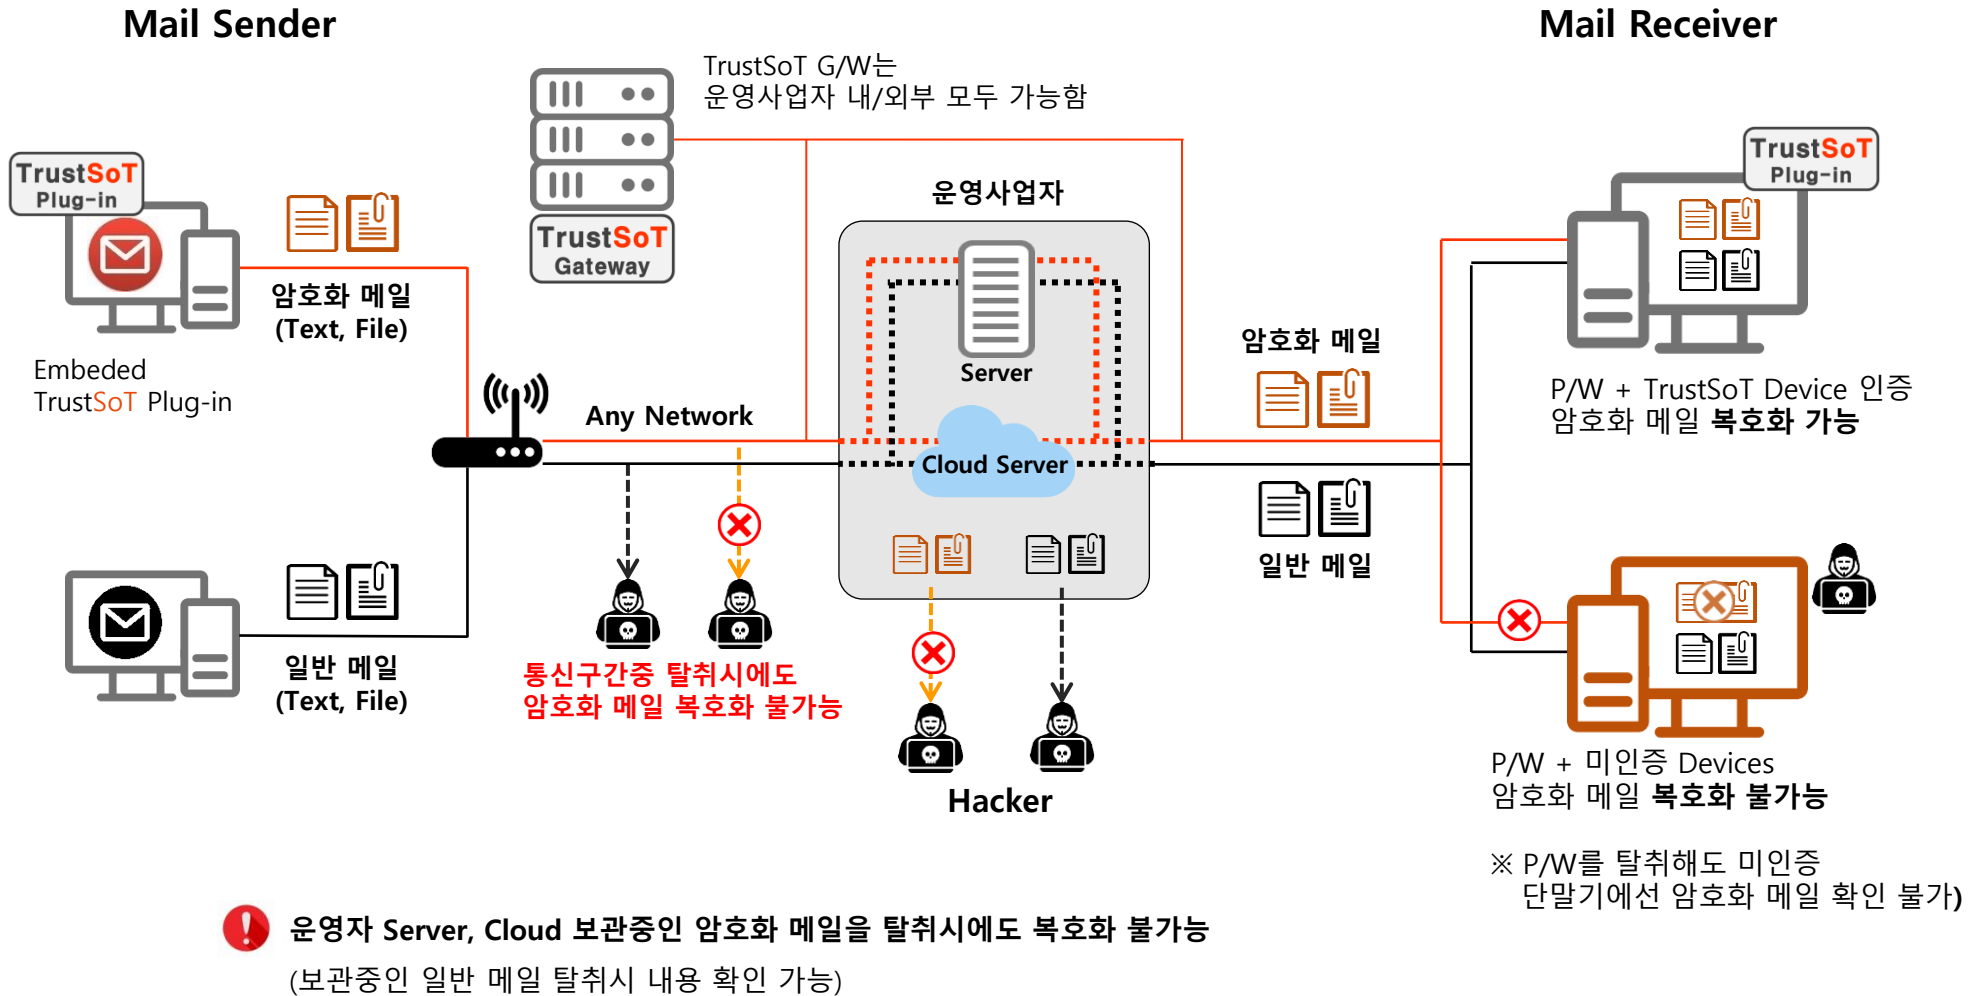 Mail Sender
Mail Receiver
TrustSoT G/W는
운영사업자 내/외부 모두 가능함
TrustSoT
Plug-in
TrustSoT
Plug-in
운영사업자
TrustSoT
Gateway
암호화 메일
(Text, File)
Embeded
TrustSoT Plug-in
Any Network
Server
Cloud Server
암호화 메일
일반 메일
P/W + TrustSoT Device 인증
암호화 메일 복호화 가능
일반 메일
(Text, File)
통신구간중 탈취시에도
암호화 메일 복호화 불가능
Hacker
P/W + 미인증 Devices
암호화 메일 복호화 불가능
※ P/W를 탈취해도 미인증
단말기에선 암호화 메일 확인 불가)
운영자 Server, Cloud 보관중인 암호화 메일을 탈취시에도 복호화 불가능
(보관중인 일반 메일 탈취시 내용 확인 가능)